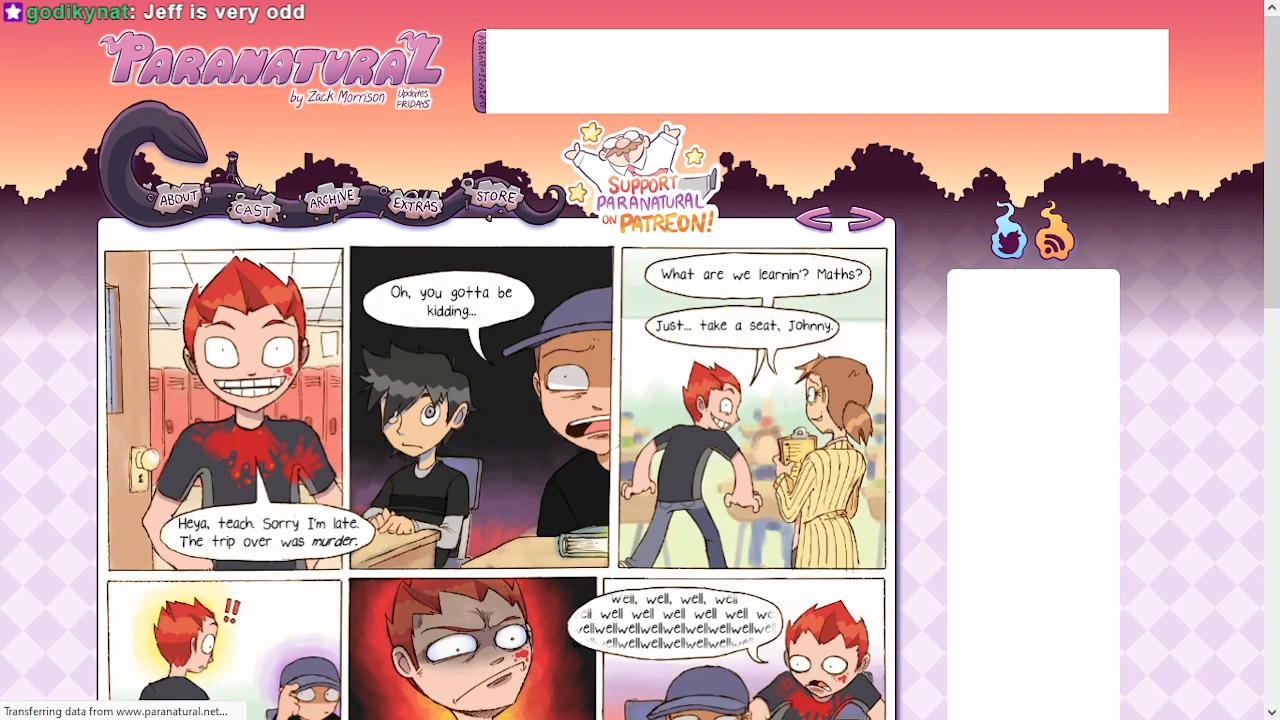 godikynat: Jeff is very odd
PARANATURAL
by Zack Morrison
Updates
FRIDAYS
ABOUT
CAST
ARCHIVE
EXTRAS
STORE
SUPPORT
PARANATURAL
ON PATREON!
Oh, you gotta be
kidding...
What are we learnin'? Maths?
Just... take a seat, Johnny.
Heya, teach. Sorry I'm late.
The trip over was murder.
!!
well, well, well, well
well well well well well
wellwellwellwellwellwellwellwell
wellwellwellwellwellwell
Transferring data from www.paranatural.net...